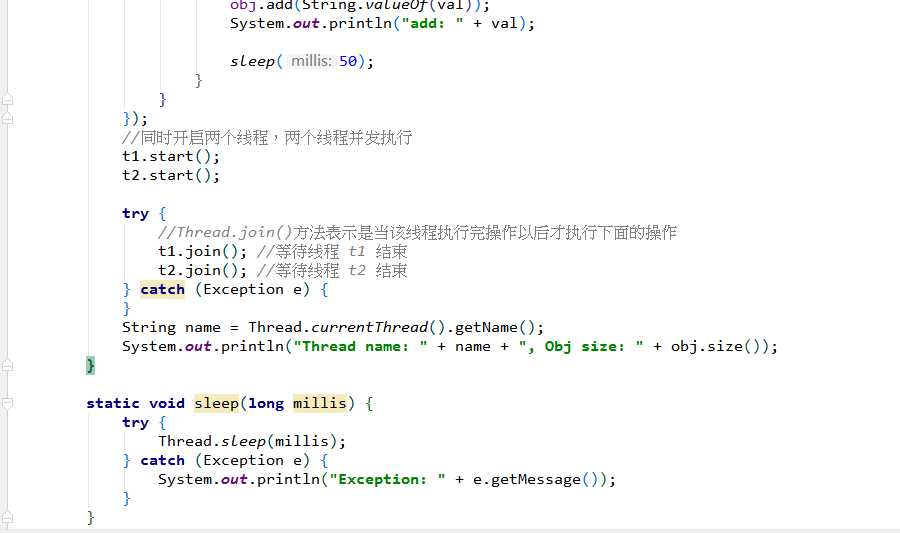 obj.add(String.valueOf(val));
System.out.println("add: " + val);
sleep( millis: 50);
}
}
});
//同时开启两个线程，两个线程并发执行
t1.start();
t2.start();
try {
//Thread.join()方法表示是当该线程执行完操作以后才执行下面的操作
t1.join(); //等待线程 t1 结束
t2.join(); //等待线程 t2 结束
} catch (Exception e) {
}
String name = Thread.currentThread().getName();
System.out.println("Thread name: " + name + ", Obj size: " + obj.size());
}
static void sleep(long millis) {
try {
Thread.sleep(millis);
} catch (Exception e) {
System.out.println("Exception: " + e.getMessage());
}
}